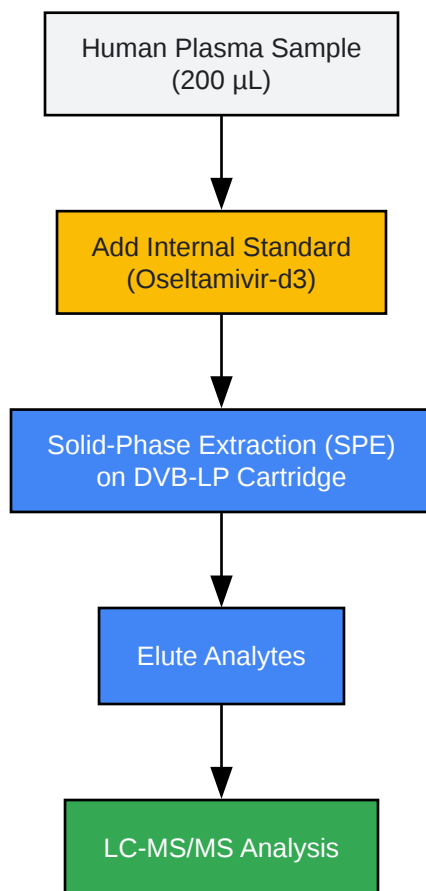 Human Plasma Sample
(200 µL)
Add Internal Standard
(Oseltamivir-d3)
Solid-Phase Extraction (SPE)
on DVB-LP Cartridge
Elute Analytes
LC-MS/MS Analysis